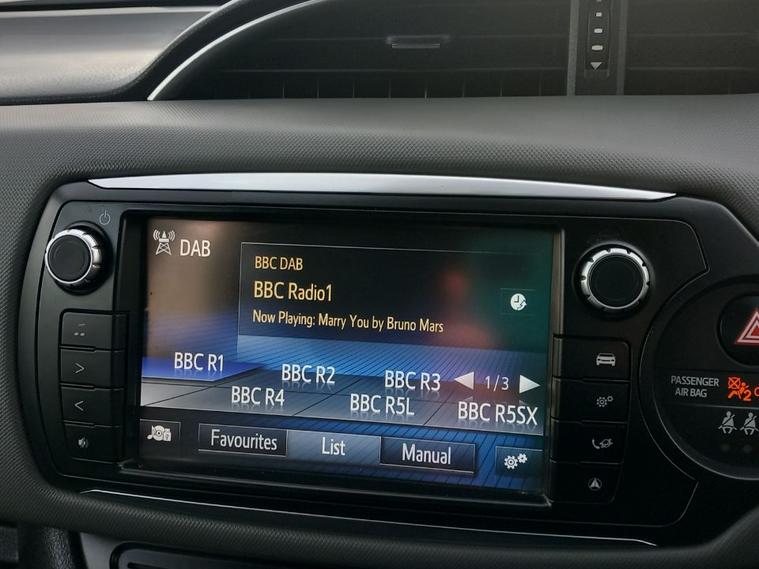 DAB
BBC DAB
BBC Radio1
Now Playing: Marry You by Bruno Mars
BBC R1
BBC R2
BBC R3
1/3
BBC R4
BBC R5L
BBC R5SX
Favourites
List
Manual
PASSENGER
AIR BAG
2